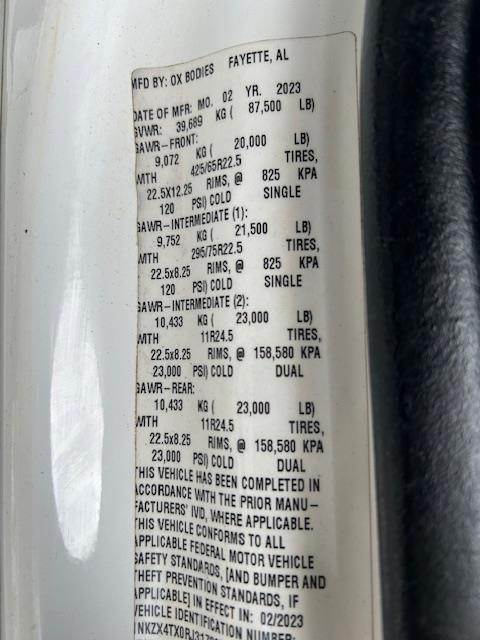 MFD BY: OX BODIES FAYETTE, AL
DATE OF MFR: MO. 02 YR. 2023
GVWR: 39,689 KG ( 87,500 LB)
GAWR-FRONT:
9,072 KG ( 20,000 LB)
WITH 425/65R22.5 TIRES,
22.5X12.25 RIMS, @ 825 KPA
120 PSI) COLD SINGLE
GAWR-INTERMEDIATE (1):
9,752 KG ( 21,500 LB)
WITH 295/75R22.5 TIRES,
22.5x8.25 RIMS, @ 825 KPA
120 PSI) COLD SINGLE
GAWR-INTERMEDIATE (2):
10,433 KG ( 23,000 LB)
WITH 11R24.5 TIRES,
22.5x8.25 RIMS, @ 158,580 KPA
23,000 PSI) COLD DUAL
GAWR-REAR:
10,433 KG ( 23,000 LB)
WITH 11R24.5 TIRES,
22.5x8.25 RIMS, @ 158,580 KPA
23,000 PSI) COLD DUAL
THIS VEHICLE HAS BEEN COMPLETED IN
ACCORDANCE WITH THE PRIOR MANU-
FACTURERS' IVD, WHERE APPLICABLE.
THIS VEHICLE CONFORMS TO ALL
APPLICABLE FEDERAL MOTOR VEHICLE
SAFETY STANDARDS, [AND BUMPER AND
THEFT PREVENTION STANDARDS, IF
APPLICABLE] IN EFFECT IN: 02/2023
VEHICLE IDENTIFICATION NUMBER: